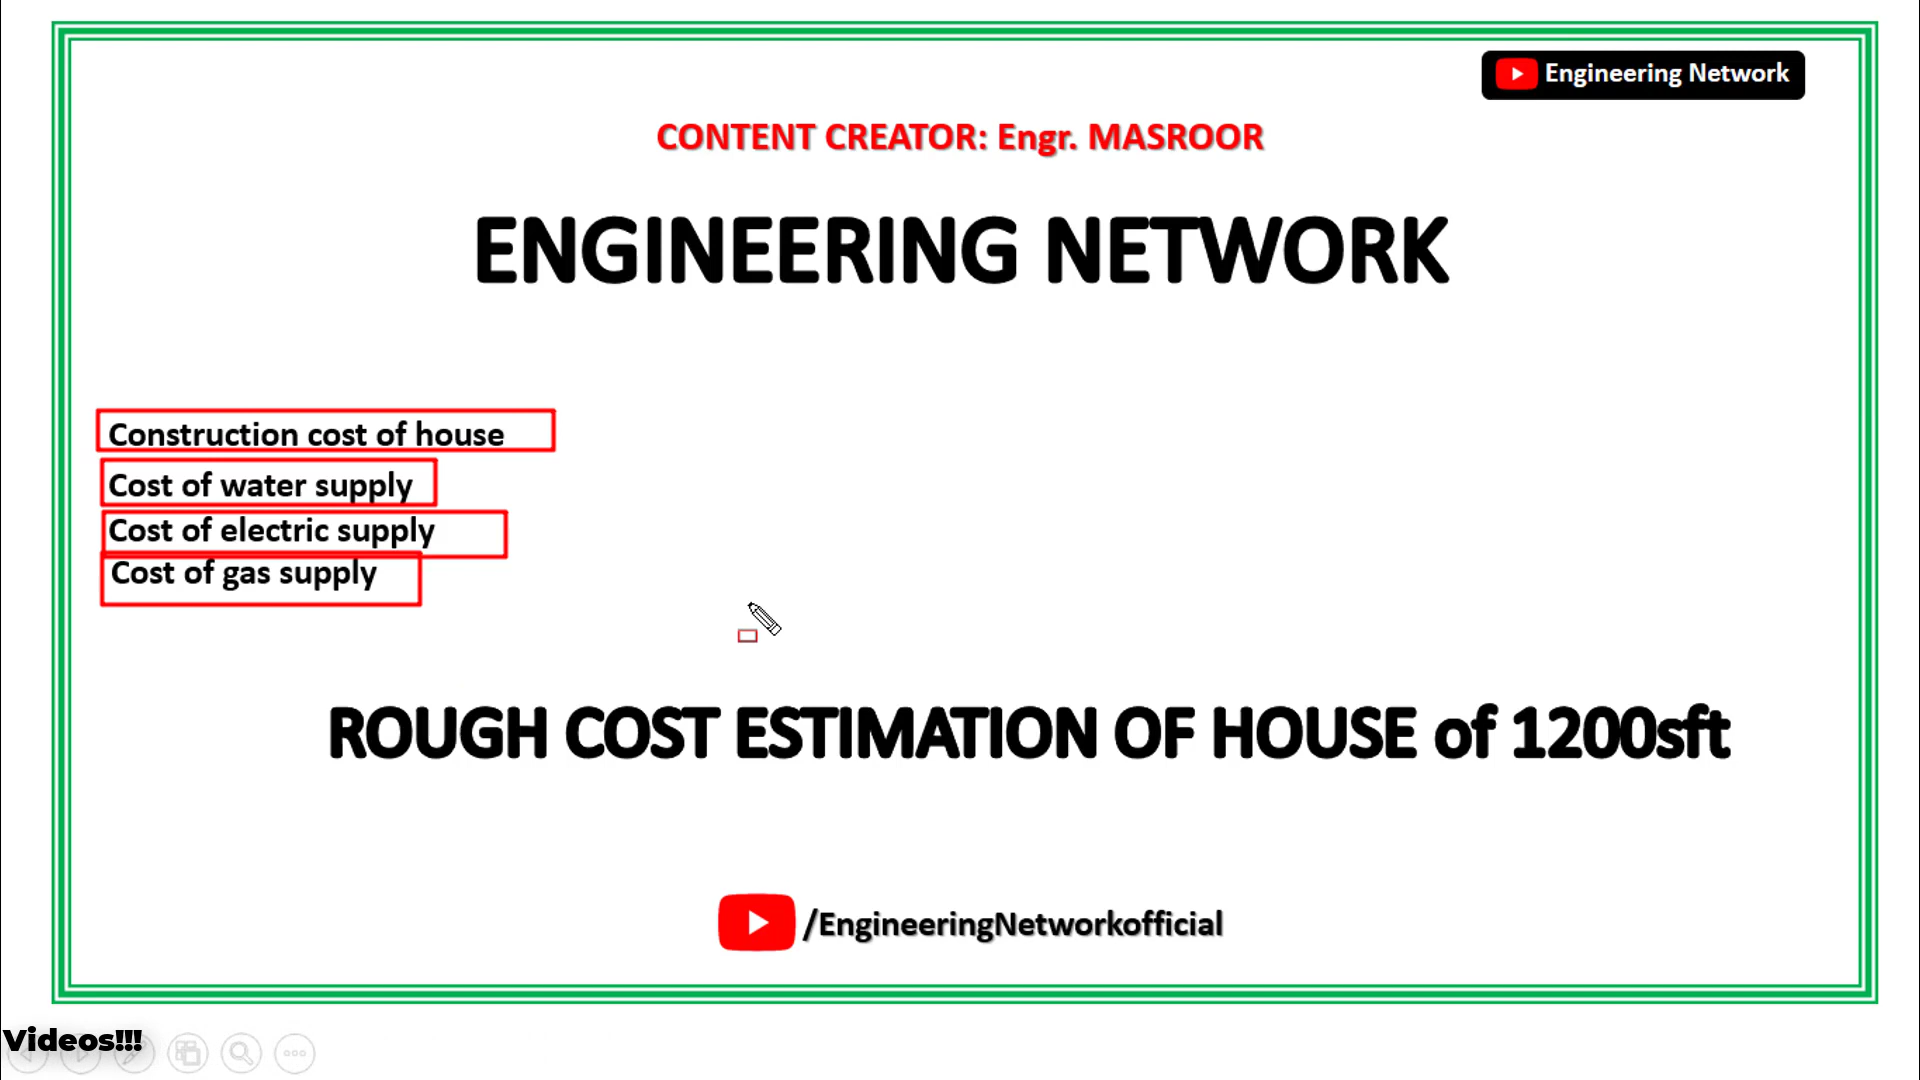 Engineering Network
CONTENT CREATOR: Engr. MASROOR
ENGINEERING NETWORK
Construction cost of house
Cost of water supply
Cost of electric supply
Cost of gas supply
ROUGH COST ESTIMATION OF HOUSE of 1200sft
/EngineeringNetworkofficial
Videos!!!